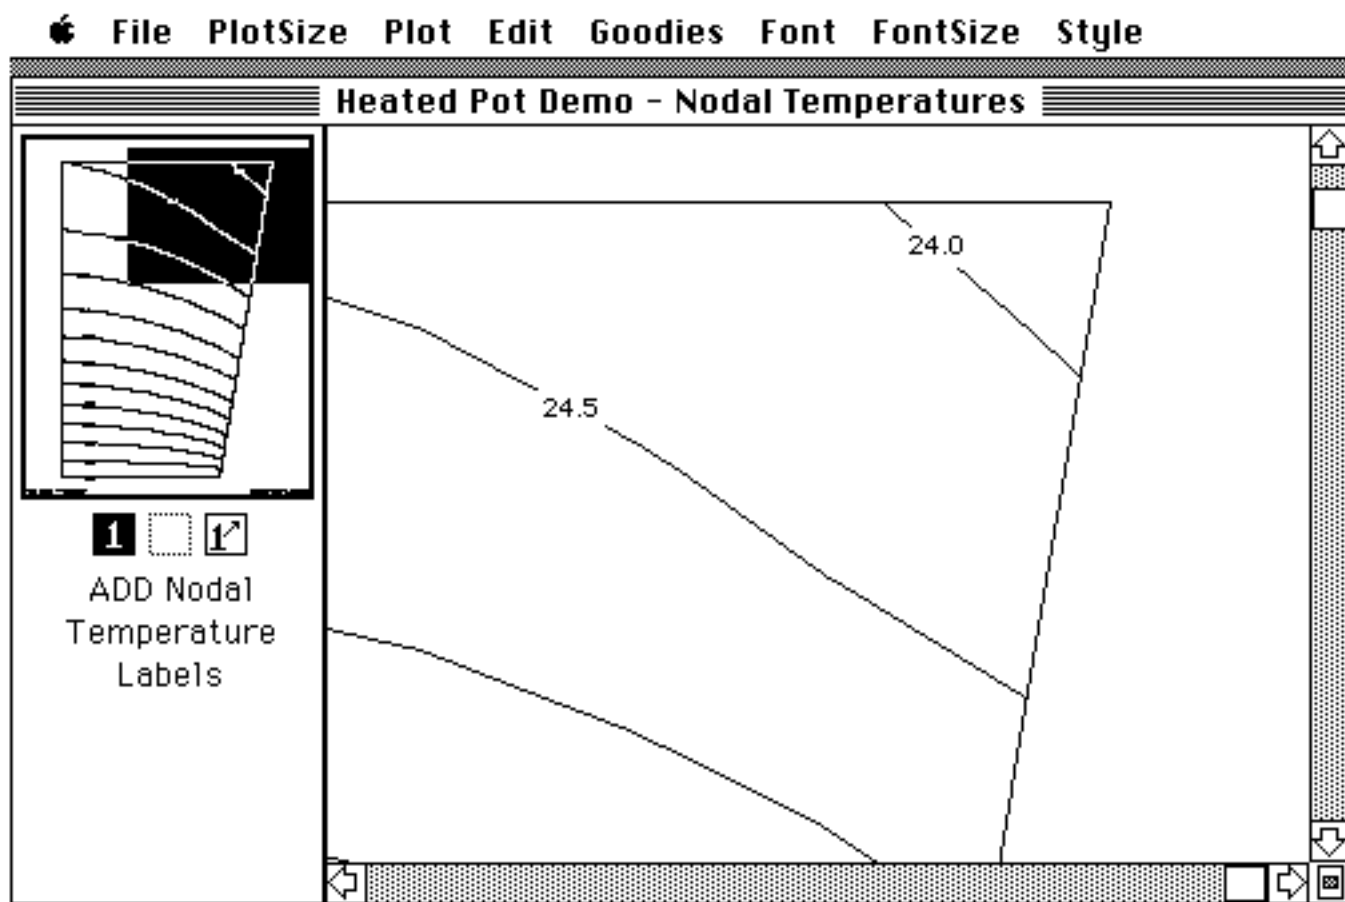 File PlotSize Plot Edit Goodies Font FontSize Style
Heated Pot Demo - Nodal Temperatures
24.0
24.5
1 1
ADD Nodal
Temperature
Labels